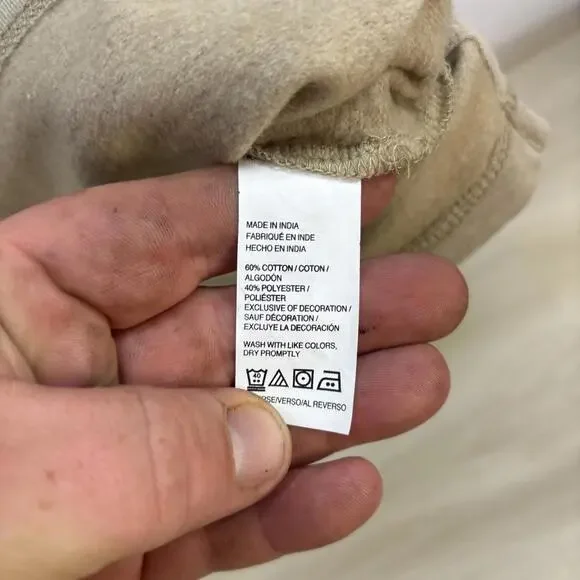 MADE IN INDIA
FABRIQUÉ EN INDE
HECHO EN INDIA
60% COTTON / COTON /
ALGODÓN
40% POLYESTER /
POLIÉSTER
EXCLUSIVE OF DECORATION /
SAUF DÉCORATION /
EXCLUYE LA DECORACIÓN
WASH WITH LIKE COLORS,
DRY PROMPTLY
40
/VERSO/AL REVERSO